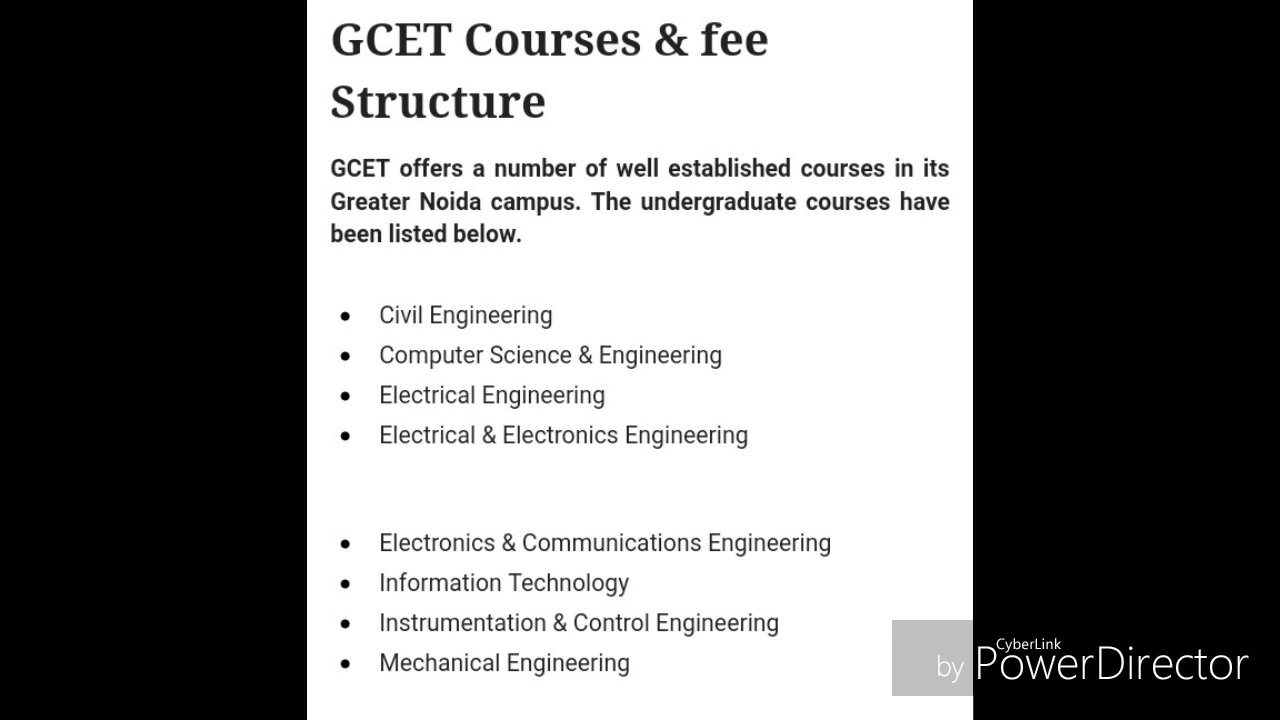 GCET Courses & fee
Structure
GCET offers a number of well established courses in its
Greater Noida campus. The undergraduate courses have
been listed below.
• Civil Engineering
• Computer Science & Engineering
• Electrical Engineering
• Electrical & Electronics Engineering
• Electronics & Communications Engineering
• Information Technology
• Instrumentation & Control Engineering
• Mechanical Engineering
CyberLink
by PowerDirector